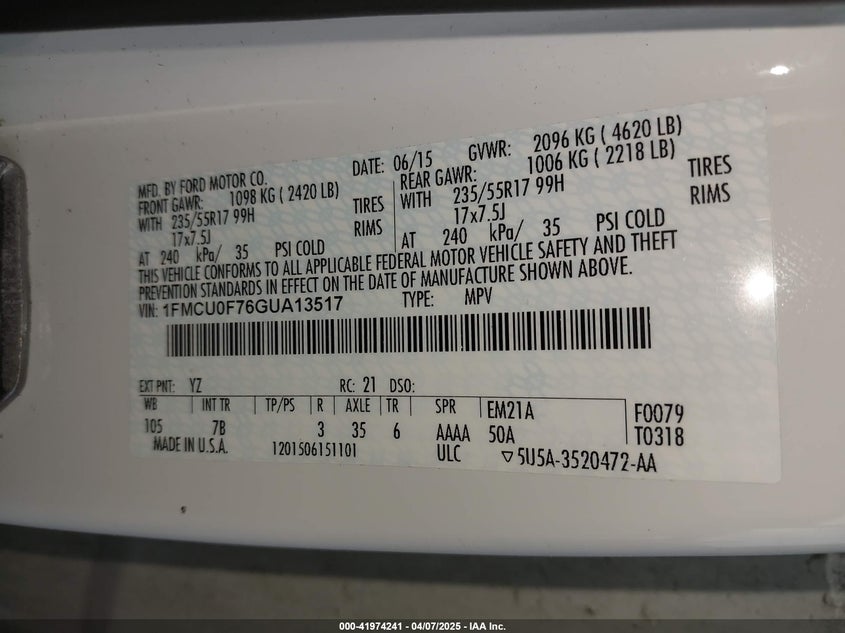 MFD. BY FORD MOTOR CO. DATE: 06/15 GVWR: 2096 KG ( 4620 LB)
FRONT GAWR: 1098 KG ( 2420 LB) REAR GAWR: 1006 KG ( 2218 LB)
WITH 235/55R17 99H TIRES WITH 235/55R17 99H TIRES
17x7.5J RIMS 17x7.5J RIMS
AT 240 kPa/ 35 PSI COLD AT 240 kPa/ 35 PSI COLD
THIS VEHICLE CONFORMS TO ALL APPLICABLE FEDERAL MOTOR VEHICLE SAFETY AND THEFT
PREVENTION STANDARDS IN EFFECT ON THE DATE OF MANUFACTURE SHOWN ABOVE.
VIN: 1FMCU0F76GUA13517 TYPE: MPV
EXT PNT: YZ RC: 21 DSO:
WB INT TR TP/PS R AXLE TR SPR EM21A F0079
105 7B 3 35 6 AAAA 50A T0318
MADE IN U.S.A. 1201506151101 ULC ▽5U5A-3520472-AA
000-41974241 - 04/07/2025 - IAA Inc.